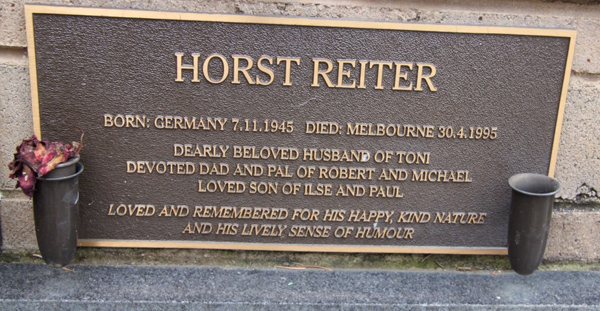 HORST REITER
BORN: GERMANY 7.11.1945 DIED: MELBOURNE 30.4.1995
DEARLY BELOVED HUSBAND OF TONI
DEVOTED DAD AND PAL OF ROBERT AND MICHAEL
LOVED SON OF ILSE AND PAUL
LOVED AND REMEMBERED FOR HIS HAPPY, KIND NATURE
AND HIS LIVELY SENSE OF HUMOUR